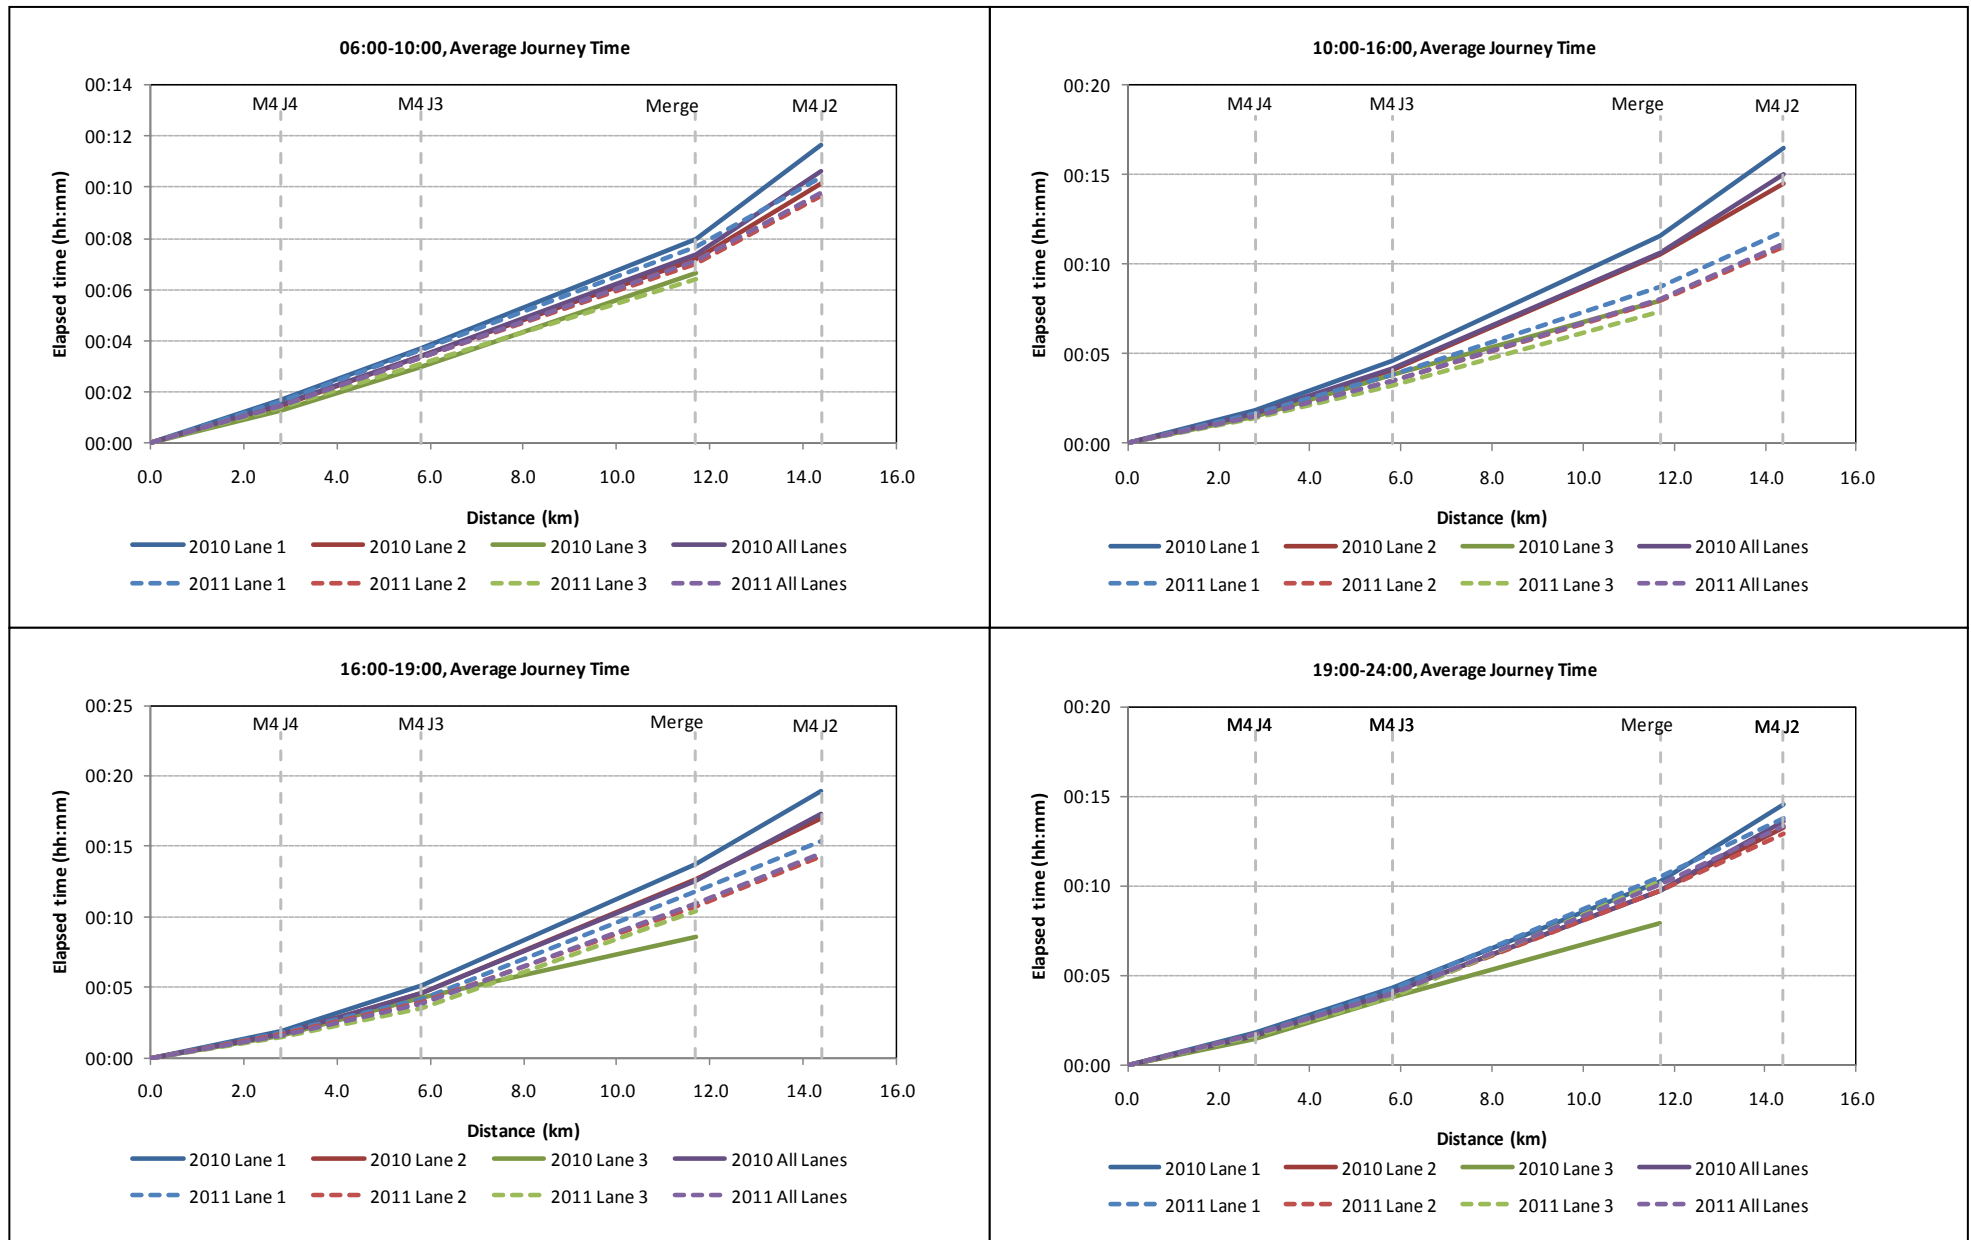 06:00-10:00, Average Journey Time
00:14
00:12
00:10
00:08
00:06
00:04
00:02
00:00
Elapsed time (hh:mm)
M4 J4 M4 J3 Merge M4 J2
0.0 2.0 4.0 6.0 8.0 10.0 12.0 14.0 16.0
Distance (km)
2010 Lane 1 2010 Lane 2 2010 Lane 3 2010 All Lanes
2011 Lane 1 2011 Lane 2 2011 Lane 3 2011 All Lanes
10:00-16:00, Average Journey Time
00:20
00:15
00:10
00:05
00:00
Elapsed time (hh:mm)
M4 J4 M4 J3 Merge M4 J2
0.0 2.0 4.0 6.0 8.0 10.0 12.0 14.0 16.0
Distance (km)
2010 Lane 1 2010 Lane 2 2010 Lane 3 2010 All Lanes
2011 Lane 1 2011 Lane 2 2011 Lane 3 2011 All Lanes
16:00-19:00, Average Journey Time
00:25
00:20
00:15
00:10
00:05
00:00
Elapsed time (hh:mm)
M4 J4 M4 J3 Merge M4 J2
0.0 2.0 4.0 6.0 8.0 10.0 12.0 14.0 16.0
Distance (km)
2010 Lane 1 2010 Lane 2 2010 Lane 3 2010 All Lanes
2011 Lane 1 2011 Lane 2 2011 Lane 3 2011 All Lanes
19:00-24:00, Average Journey Time
00:20
00:15
00:10
00:05
00:00
Elapsed time (hh:mm)
M4 J4 M4 J3 Merge M4 J2
0.0 2.0 4.0 6.0 8.0 10.0 12.0 14.0 16.0
Distance (km)
2010 Lane 1 2010 Lane 2 2010 Lane 3 2010 All Lanes
2011 Lane 1 2011 Lane 2 2011 Lane 3 2011 All Lanes